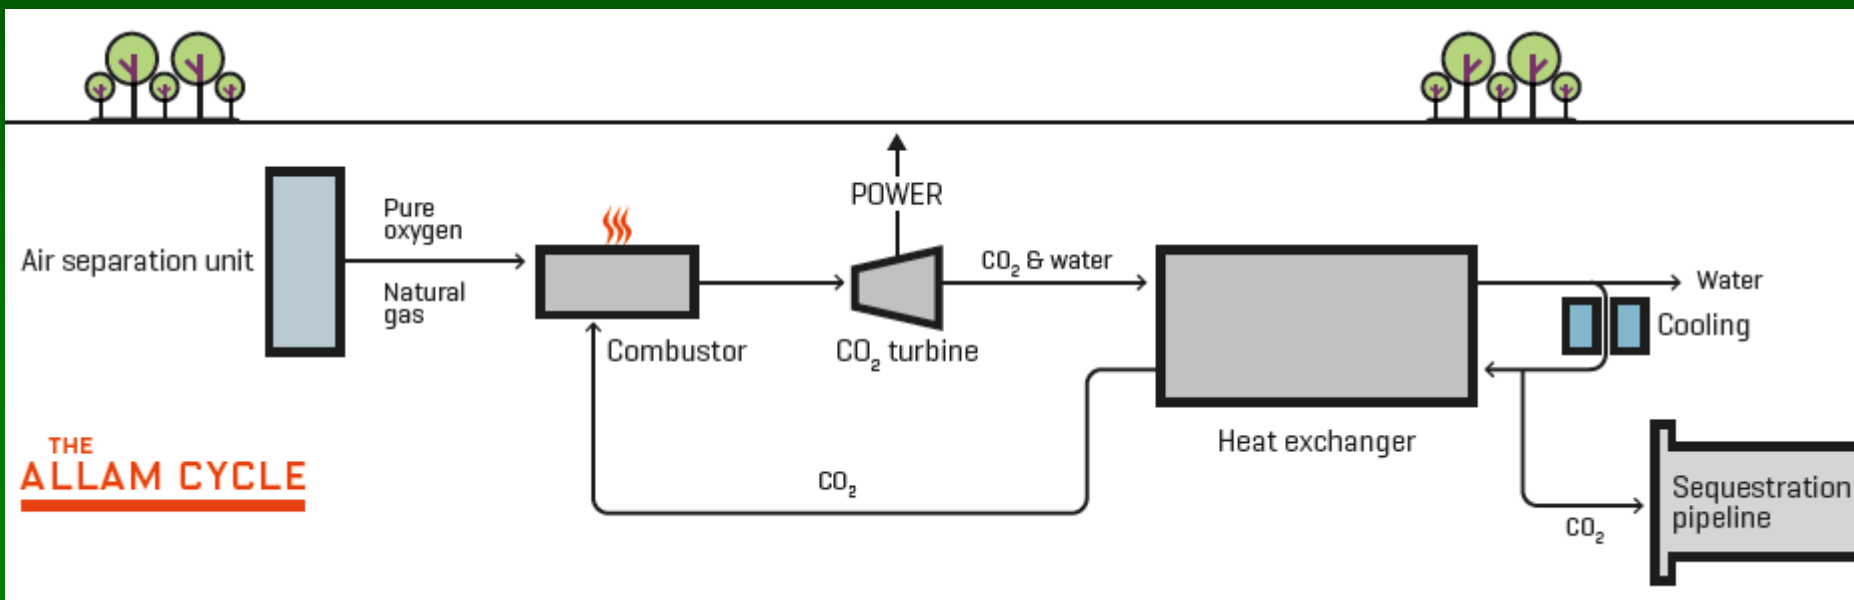 POWER
Pure
oxygen
Air separation unit
Natural
gas
CO₂ & water
Water
Cooling
Combustor
CO₂ turbine
Heat exchanger
THE
ALLAM CYCLE
CO₂
Sequestration
pipeline
CO₂